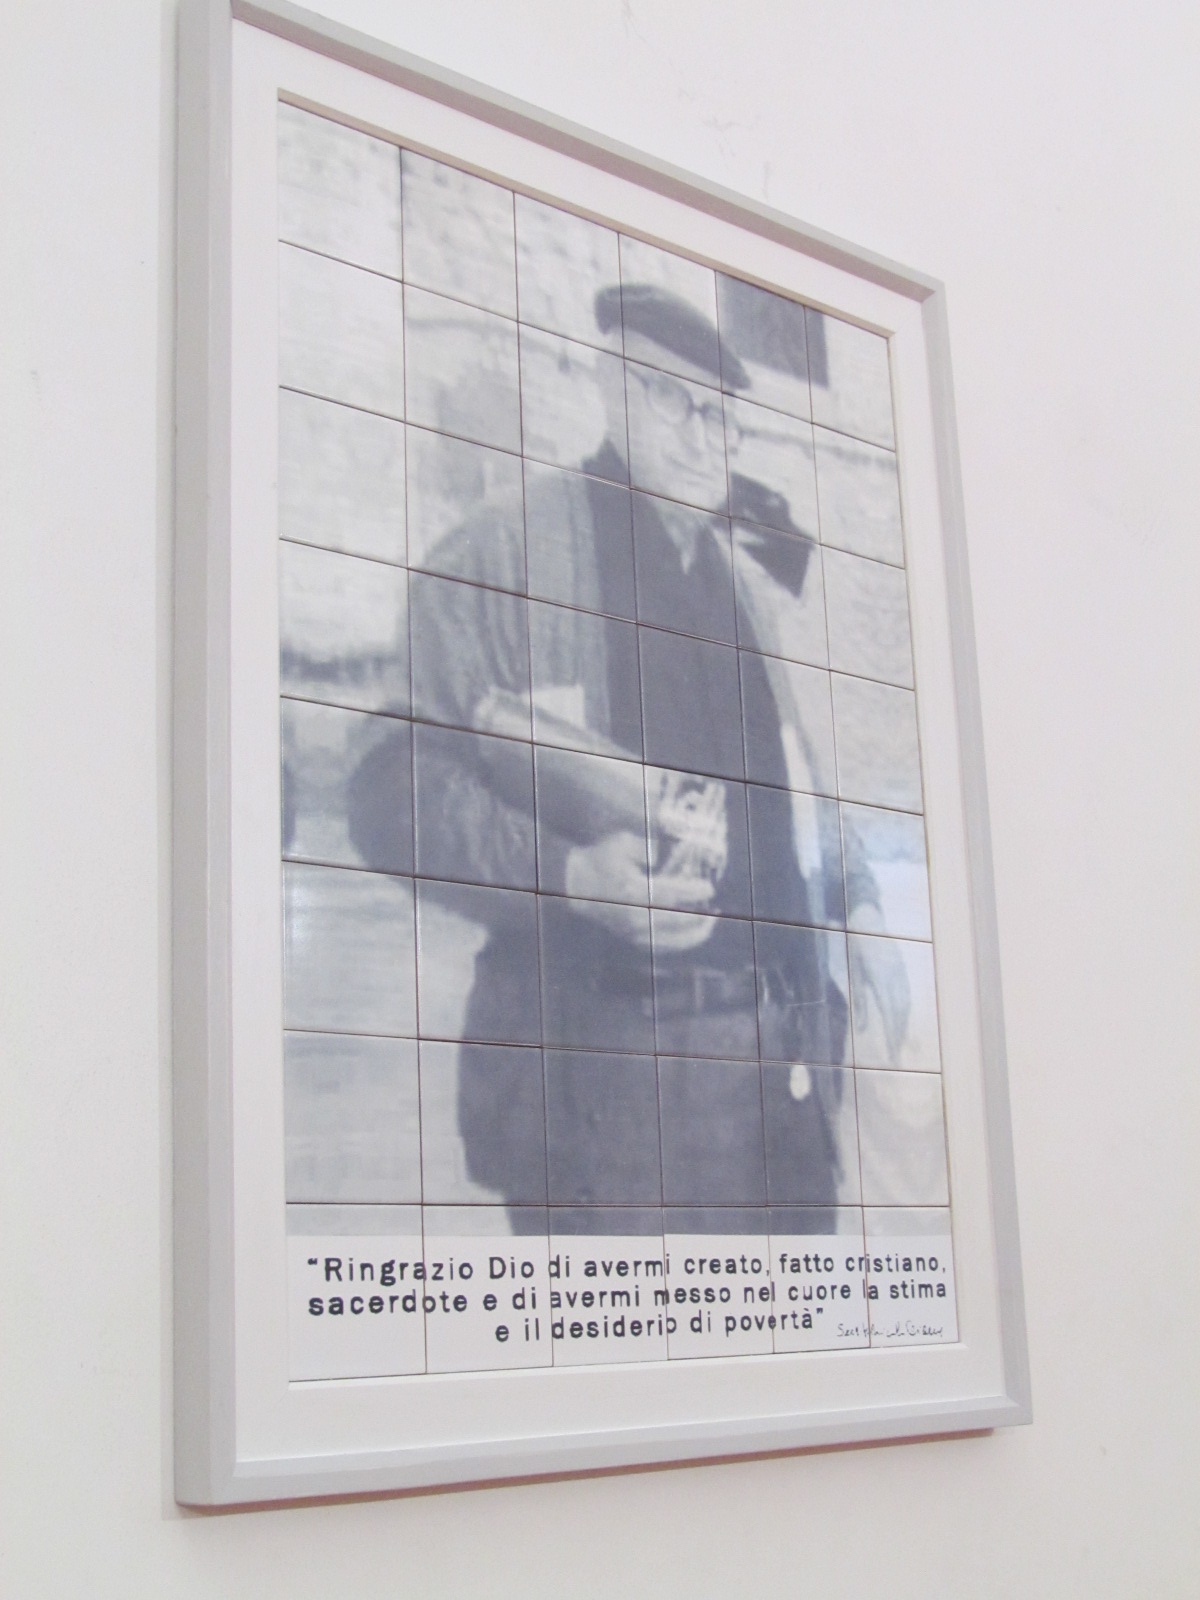 “Ringrazio Dio di avermi creato, fatto cristiano,
sacerdote e di avermi messo nel cuore la stima
e il desiderio di povertà”